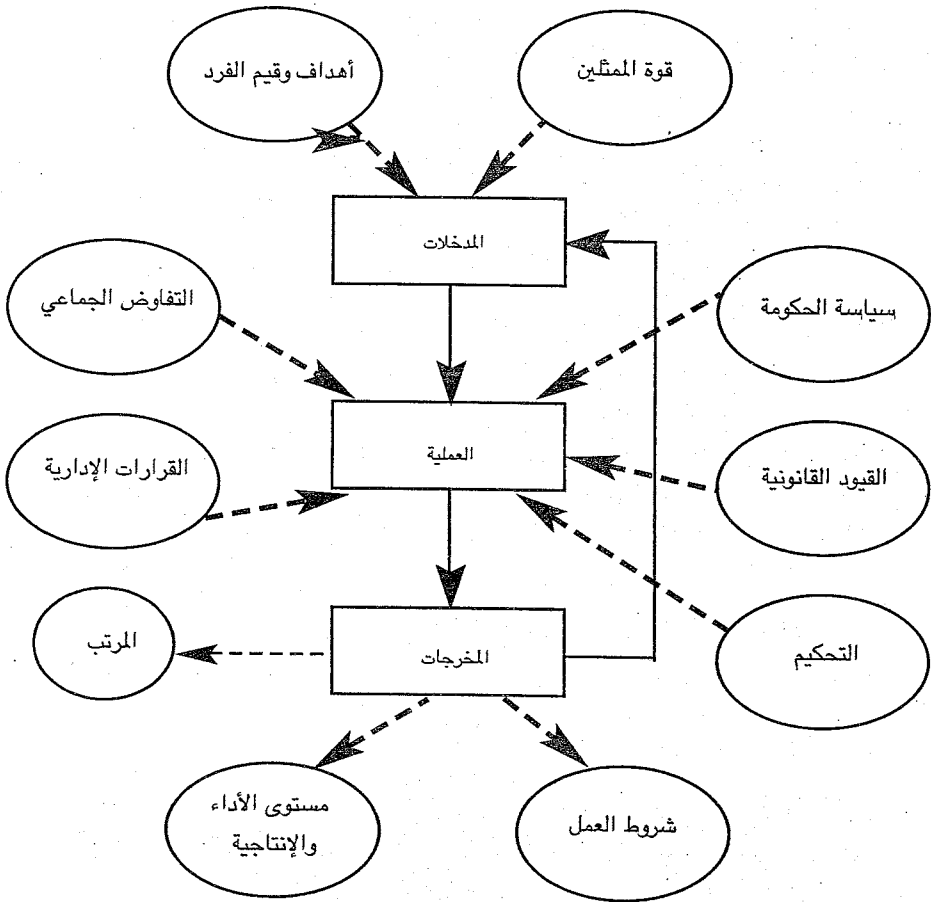 قوة الممثلين
أهداف وقيم الفرد
المدخلات
سياسة الحكومة
التفاوض الجماعي
العملية
القيود القانونية
القرارات الإدارية
التحكيم
المخرجات
المرتب
شروط العمل
مستوى الأداء
والإنتاجية